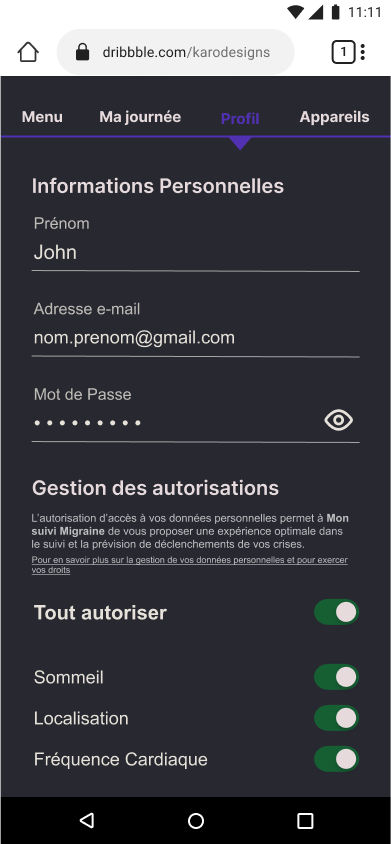 11:11
dribbble.com/karodesigns
1
Menu Ma journée Profil Appareils
Informations Personnelles
Prénom
John
Adresse e-mail
nom.prenom@gmail.com
Mot de Passe
Gestion des autorisations
L'autorisation d'accès à vos données personnelles permet à Mon
suivi Migraine de vous proposer une expérience optimale dans
le suivi et la prévision de déclenchements de vos crises.
Pour en savoir plus sur la gestion de vos données personnelles et pour exercer
vos droits
Tout autoriser
Sommeil
Localisation
Fréquence Cardiaque